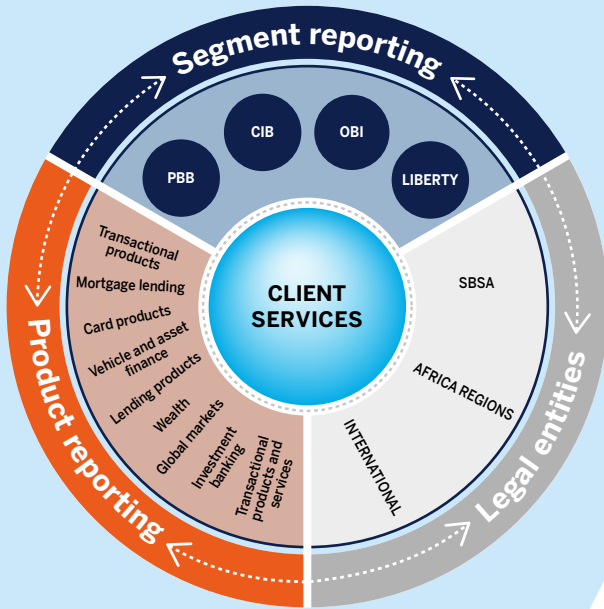 Segment reporting
PBB
CIB
OBI
LIBERTY
CLIENT
SERVICES
Transactional
products
Mortgage lending
Card products
Vehicle and asset
finance
Lending products
Wealth
Global markets
Investment
banking
Transactional
products and
services
Product reporting
SBSA
AFRICA REGIONS
INTERNATIONAL
Legal entities